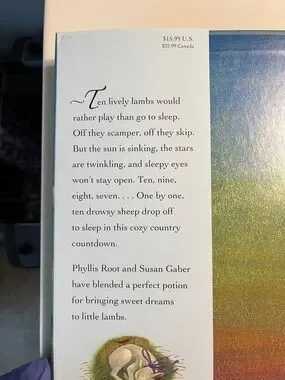 $15.99 U.S.
$22.99 Canada
~Ten lively lambs would
rather play than go to sleep.
Off they scamper, off they skip.
But the sun is sinking, the stars
are twinkling, and sleepy eyes
won't stay open. Ten, nine,
eight, seven. . . . One by one,
ten drowsy sheep drop off
to sleep in this cozy country
countdown.
Phyllis Root and Susan Gaber
have blended a perfect potion
for bringing sweet dreams
to little lambs.